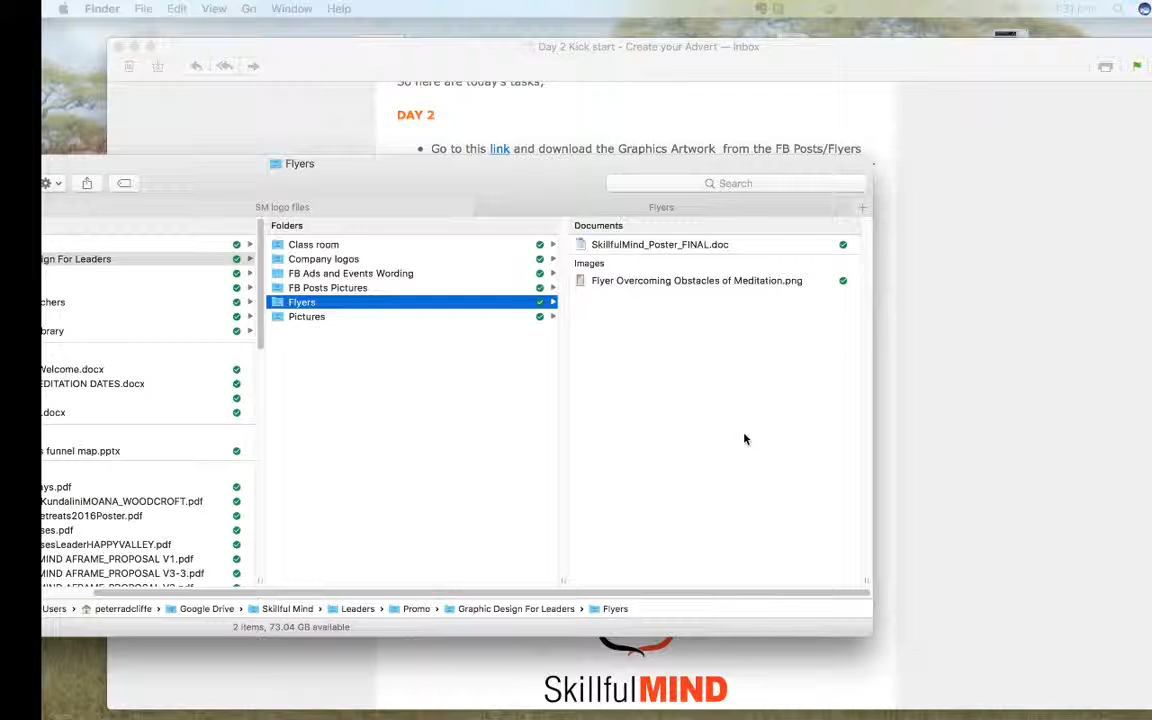 Finder File Edit View Go Window Help
Day 2 Kick start - Create your Advert — Inbox
So here are today's tasks,
DAY 2
Go to this link and download the Graphics Artwork from the FB Posts/Flyers
Flyers
Search
SM logo files
Flyers
ign For Leaders
chers
brary
Welcome.docx
EDITATION DATES.docx
.docx
s funnel map.pptx
ays.pdf
KundaliniMOANA_WOODCROFT.pdf
etreats2016Poster.pdf
ses.pdf
sesLeaderHAPPYVALLEY.pdf
MIND AFRAME_PROPOSAL V1.pdf
MIND AFRAME_PROPOSAL V3-3.pdf
Folders
Class room
Company logos
FB Ads and Events Wording
FB Posts Pictures
Flyers
Pictures
Documents
SkillfulMind_Poster_FINAL.doc
Images
Flyer Overcoming Obstacles of Meditation.png
Users › peterradcliffe › Google Drive › Skillful Mind › Leaders › Promo › Graphic Design For Leaders › Flyers
2 items, 73.04 GB available
SkillfulMIND